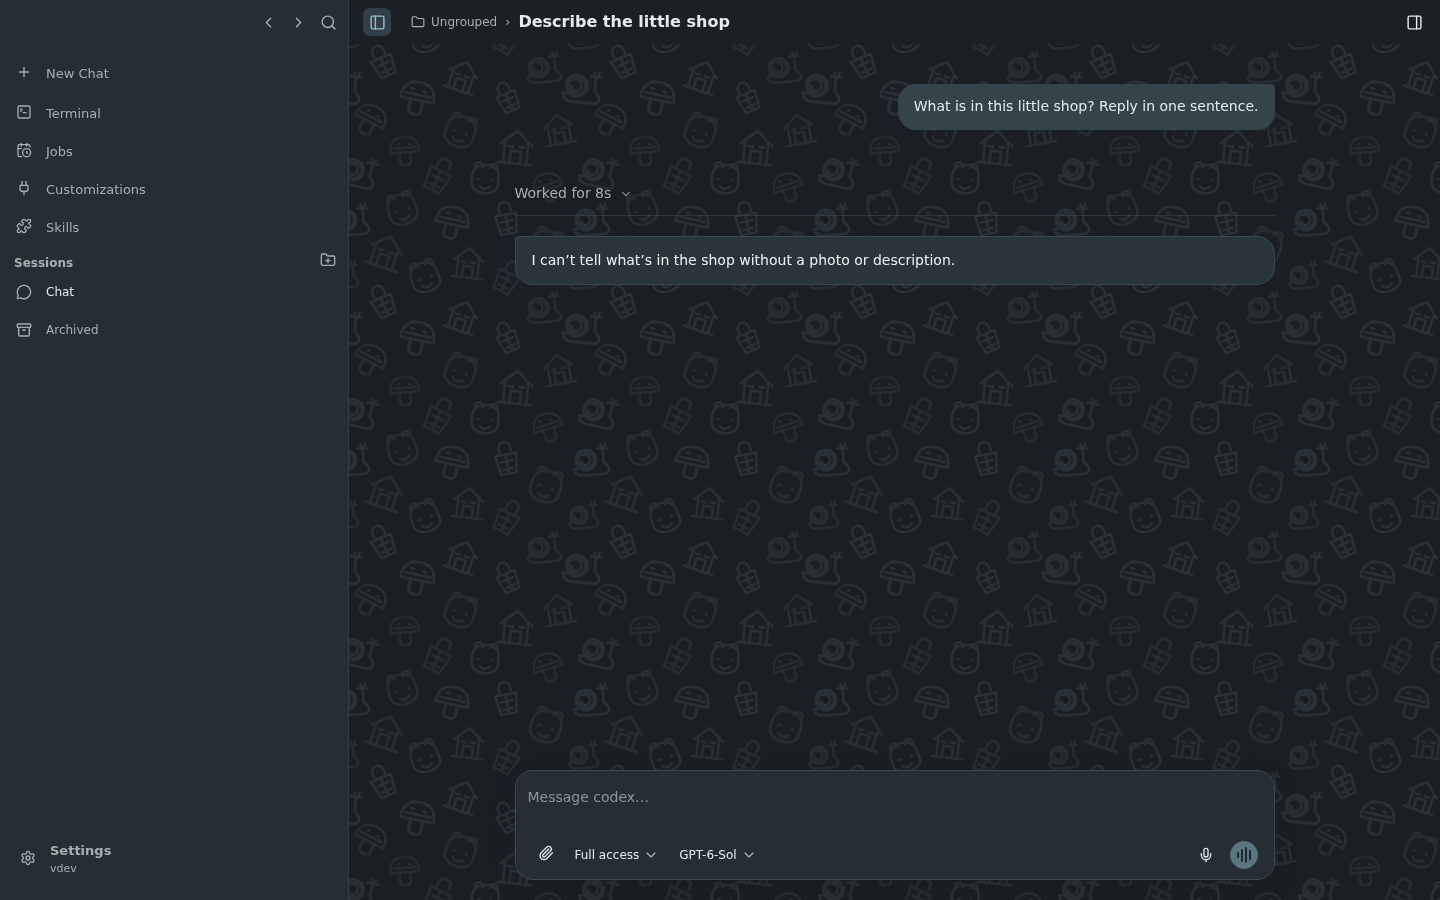 Ungrouped › Describe the little shop
New Chat
Terminal
Jobs
Customizations
Skills
Sessions
Chat
Archived
Settings
vdev
What is in this little shop? Reply in one sentence.
Worked for 8s
I can’t tell what’s in the shop without a photo or description.
Message codex...
Full access GPT-6-Sol